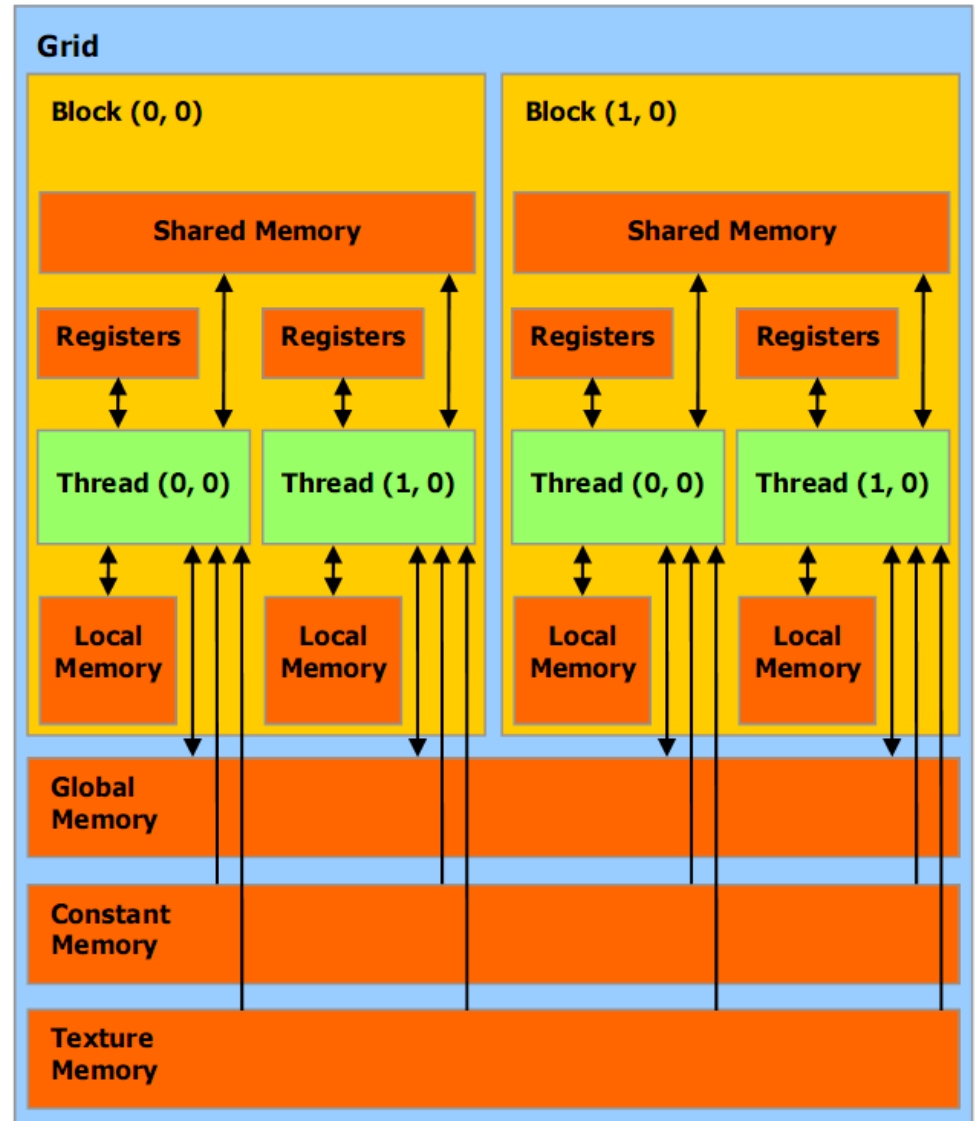 Grid
Block (0, 0)
Shared Memory
Registers
Registers
Thread (0, 0)
Thread (1, 0)
Local
Memory
Local
Memory
Block (1, 0)
Shared Memory
Registers
Registers
Thread (0, 0)
Thread (1, 0)
Local
Memory
Local
Memory
Global
Memory
Constant
Memory
Texture
Memory